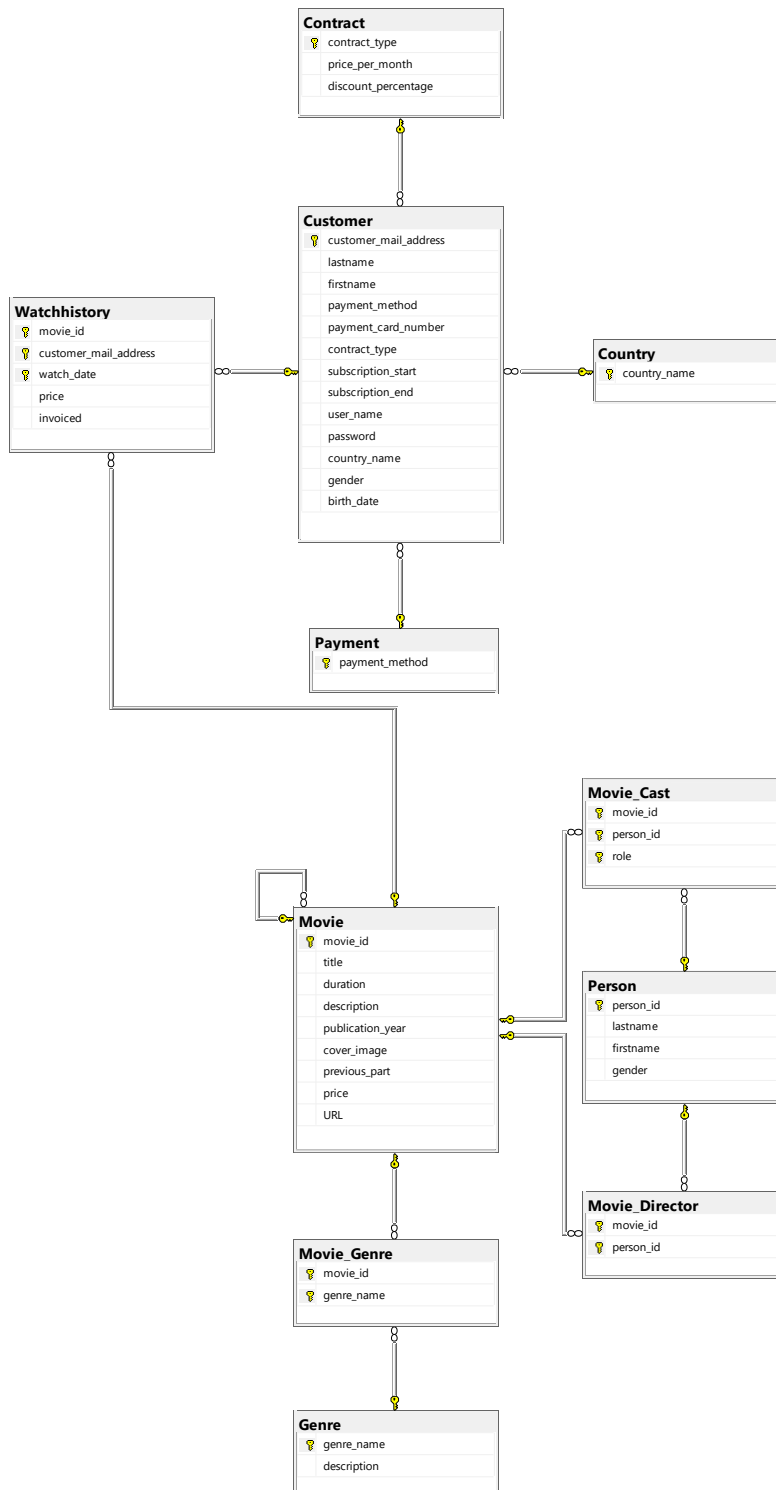 Contract
contract_type
price_per_month
discount_percentage
Customer
customer_mail_address
lastname
firstname
payment_method
payment_card_number
contract_type
subscription_start
subscription_end
user_name
password
country_name
gender
birth_date
Watchhistory
movie_id
customer_mail_address
watch_date
price
invoiced
Country
country_name
Payment
payment_method
Movie_Cast
movie_id
person_id
role
Movie
movie_id
title
duration
description
publication_year
cover_image
previous_part
price
URL
Person
person_id
lastname
firstname
gender
Movie_Director
movie_id
person_id
Movie_Genre
movie_id
genre_name
Genre
genre_name
description